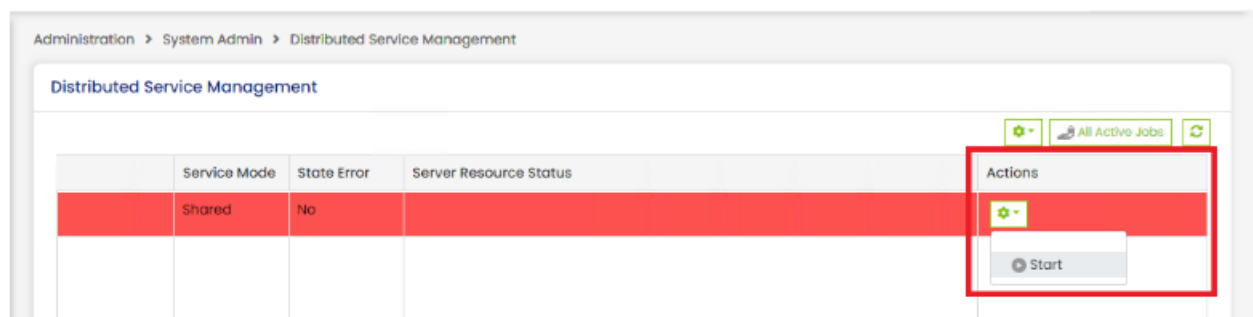 Administration > System Admin > Distributed Service Management
Distributed Service Management
All Active Jobs
Service Mode State Error Server Resource Status Actions
Shared No
Start